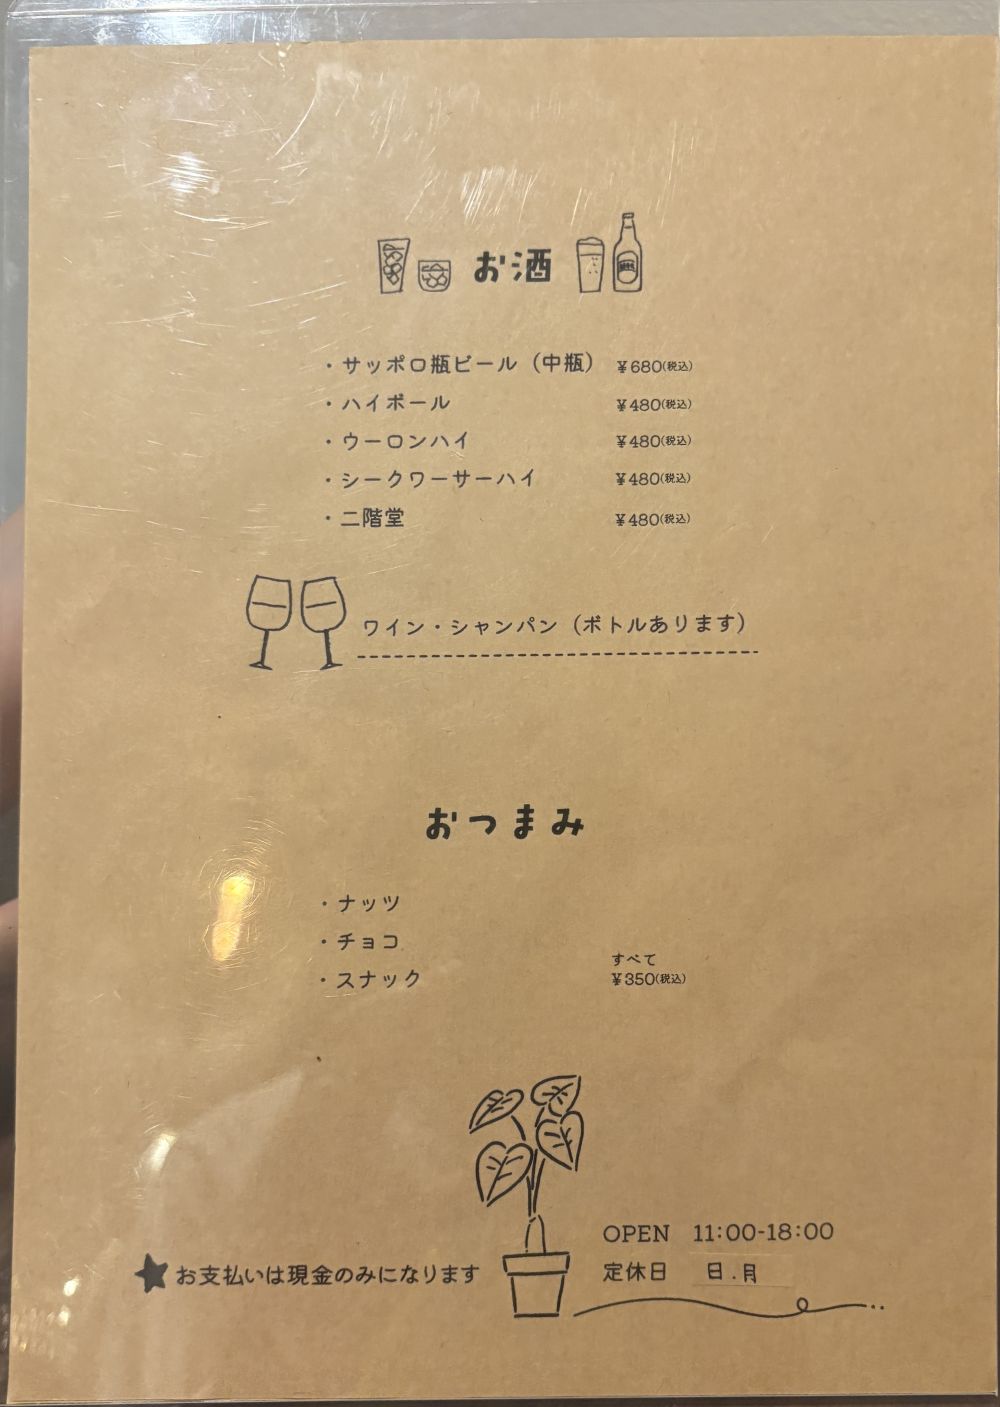 お酒
・サッポロ瓶ビール（中瓶） ¥680(税込)
・ハイボール ¥480(税込)
・ウーロンハイ ¥480(税込)
・シークワーサーハイ ¥480(税込)
・二階堂 ¥480(税込)
ワイン・シャンパン（ボトルあります）
おつまみ
・ナッツ
・チョコ
・スナック
すべて
¥350(税込)
OPEN 11:00-18:00
定休日 日.月
★お支払いは現金のみになります